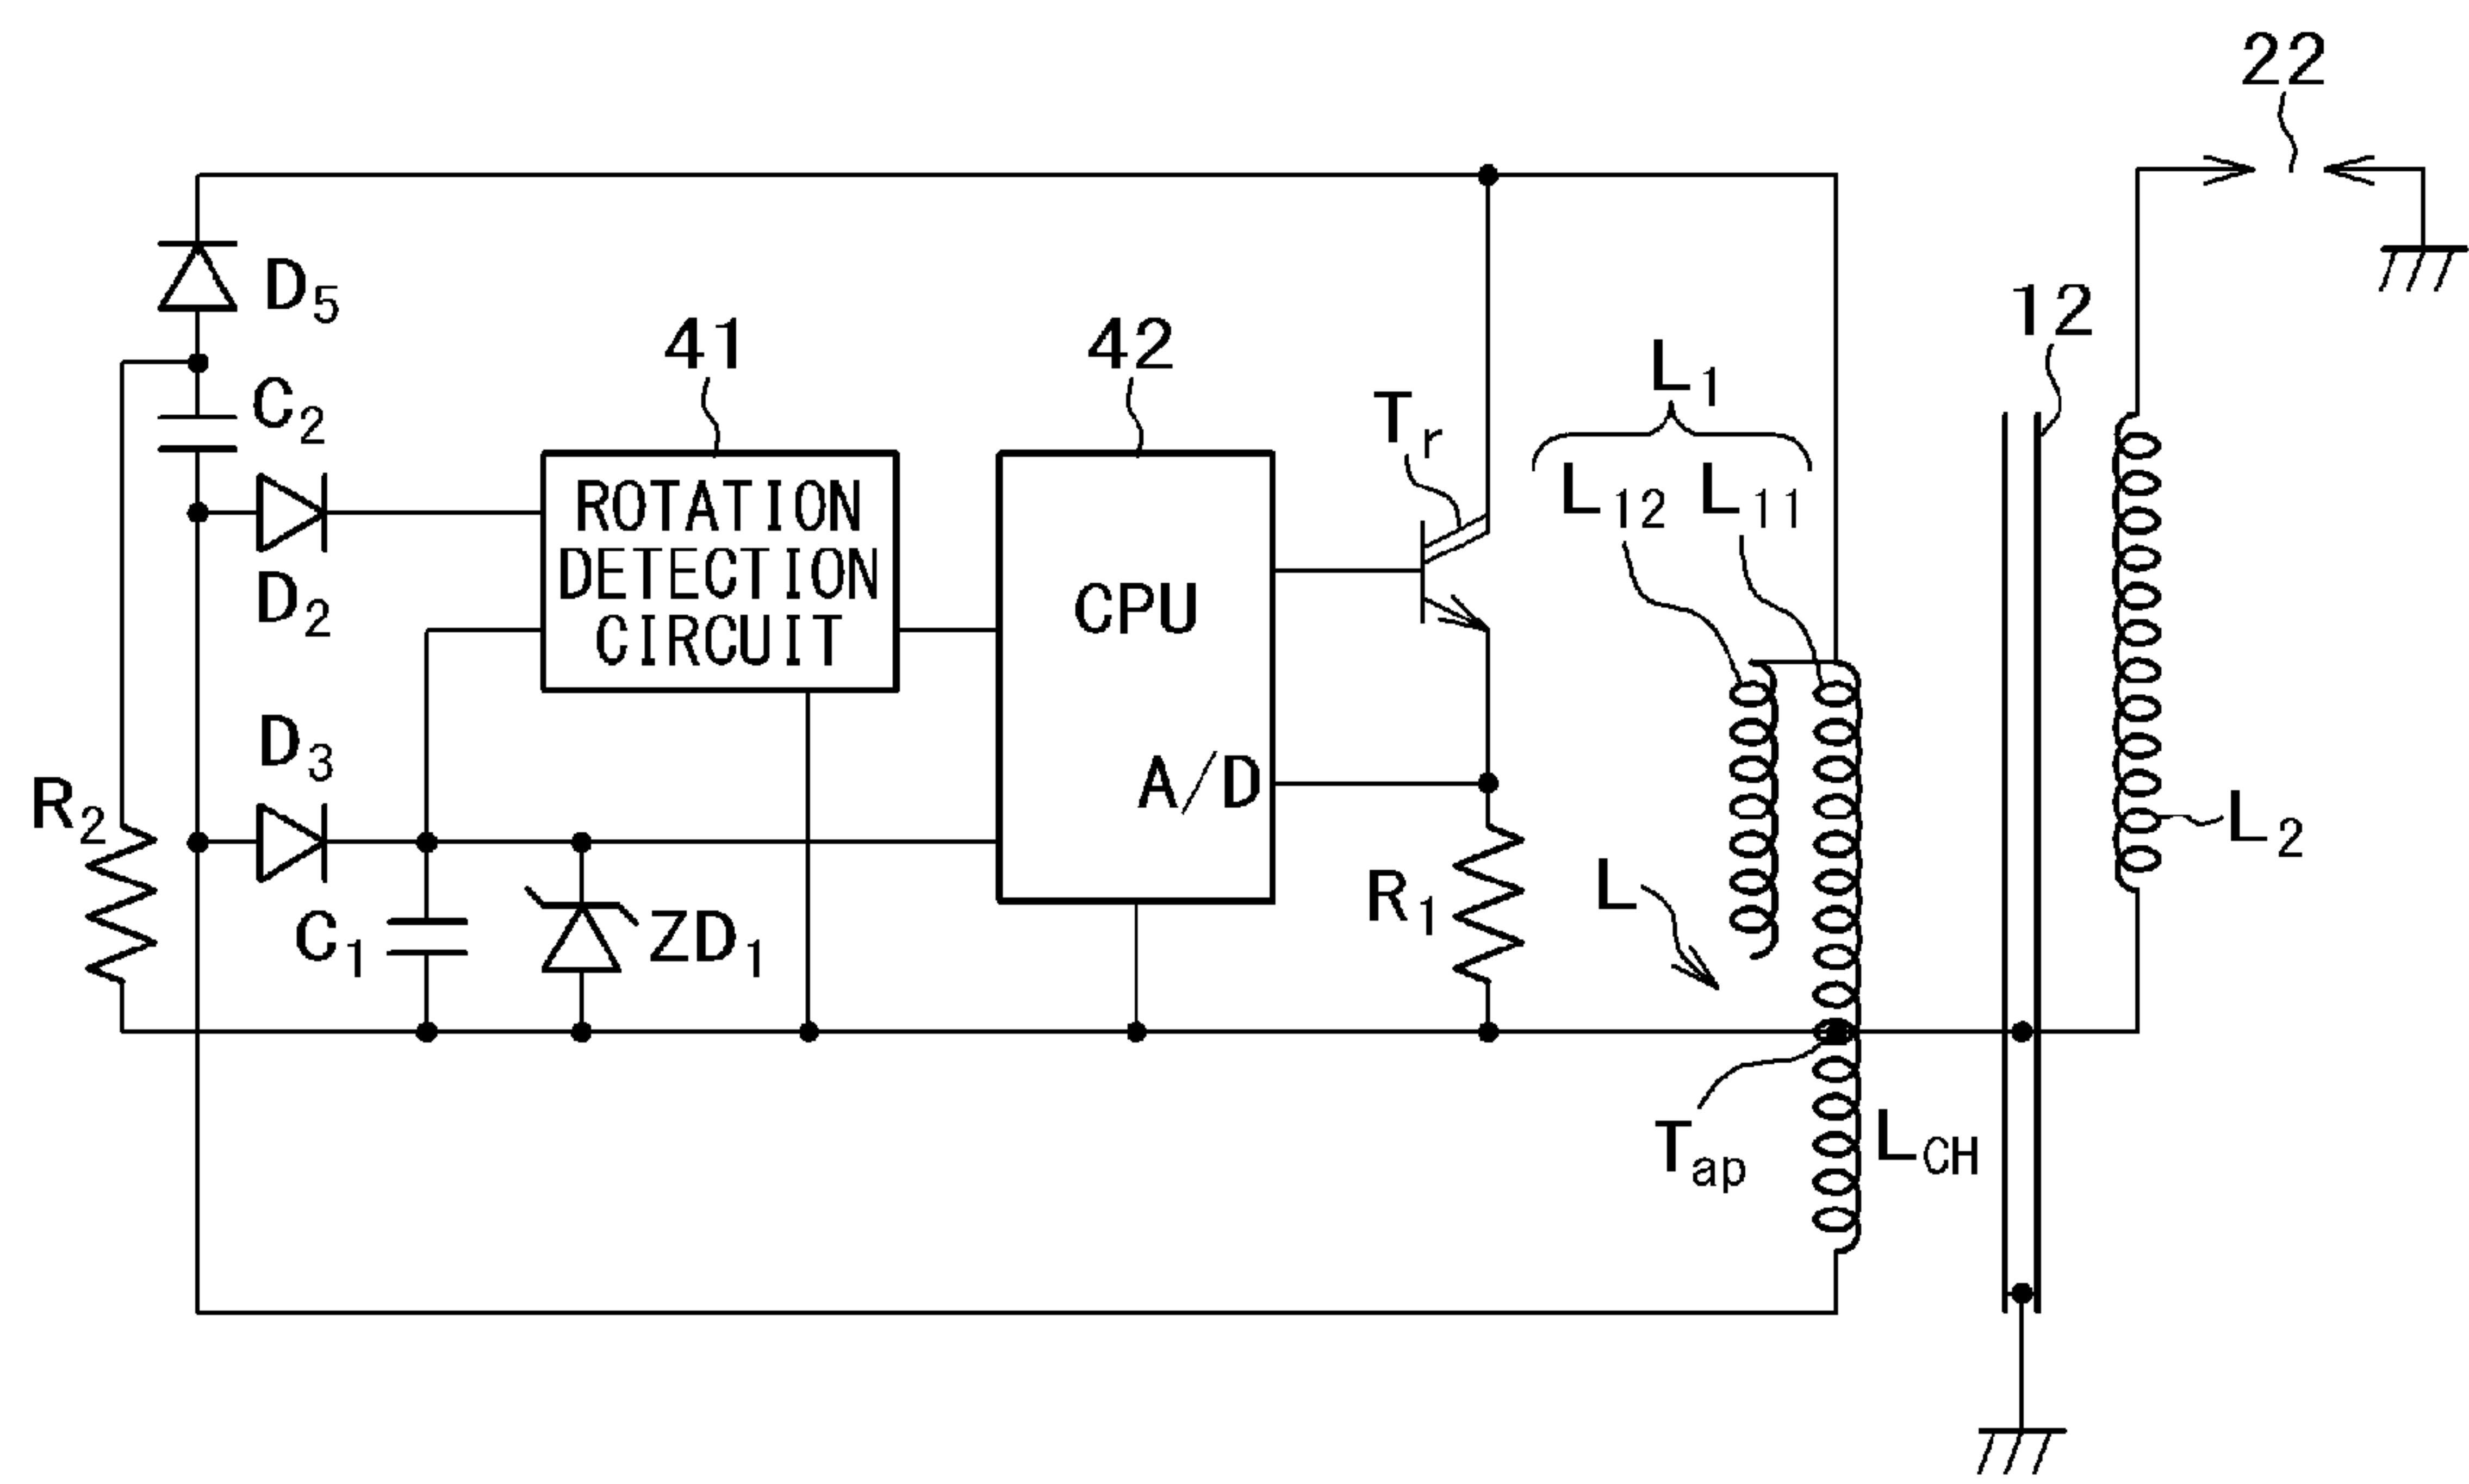 22
D5
12
41
42
L1
C2
Tr
L12 L11
ROTATION
DETECTION
CIRCUIT
D2
CPU
D3
A/D
R2
L2
R1
L
C1
ZD1
Tap
LCH